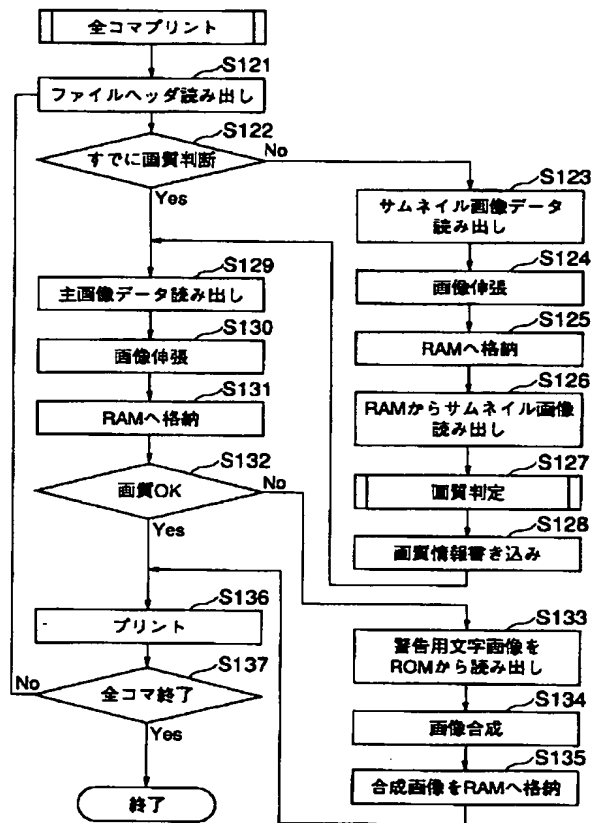 全コマプリント
S121
ファイルヘッダ読み出し
S122
すでに画質判断
No
Yes
S123
サムネイル画像データ
読み出し
S124
画像伸張
S125
RAMへ格納
S126
RAMからサムネイル画像
読み出し
S127
画質判定
S128
画質情報書き込み
S129
主画像データ読み出し
S130
画像伸張
S131
RAMへ格納
S132
画質OK
No
Yes
S133
警告用文字画像を
ROMから読み出し
S134
画像合成
S135
合成画像をRAMへ格納
S136
プリント
S137
全コマ終了
No
Yes
終了